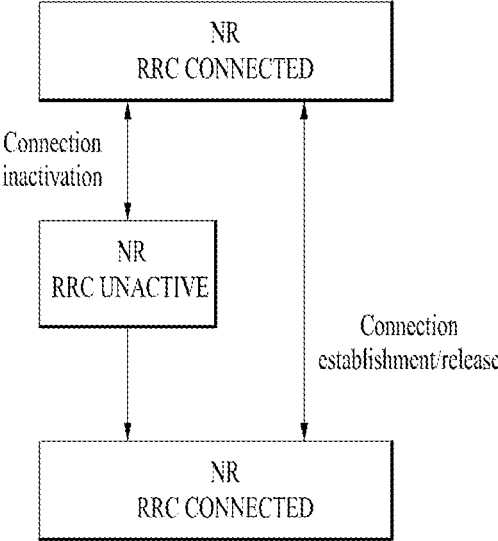 NR
RRC CONNECTED
Connection
inactivation
NR
RRC UNACTIVE
Connection
establishment/release
NR
RRC CONNECTED